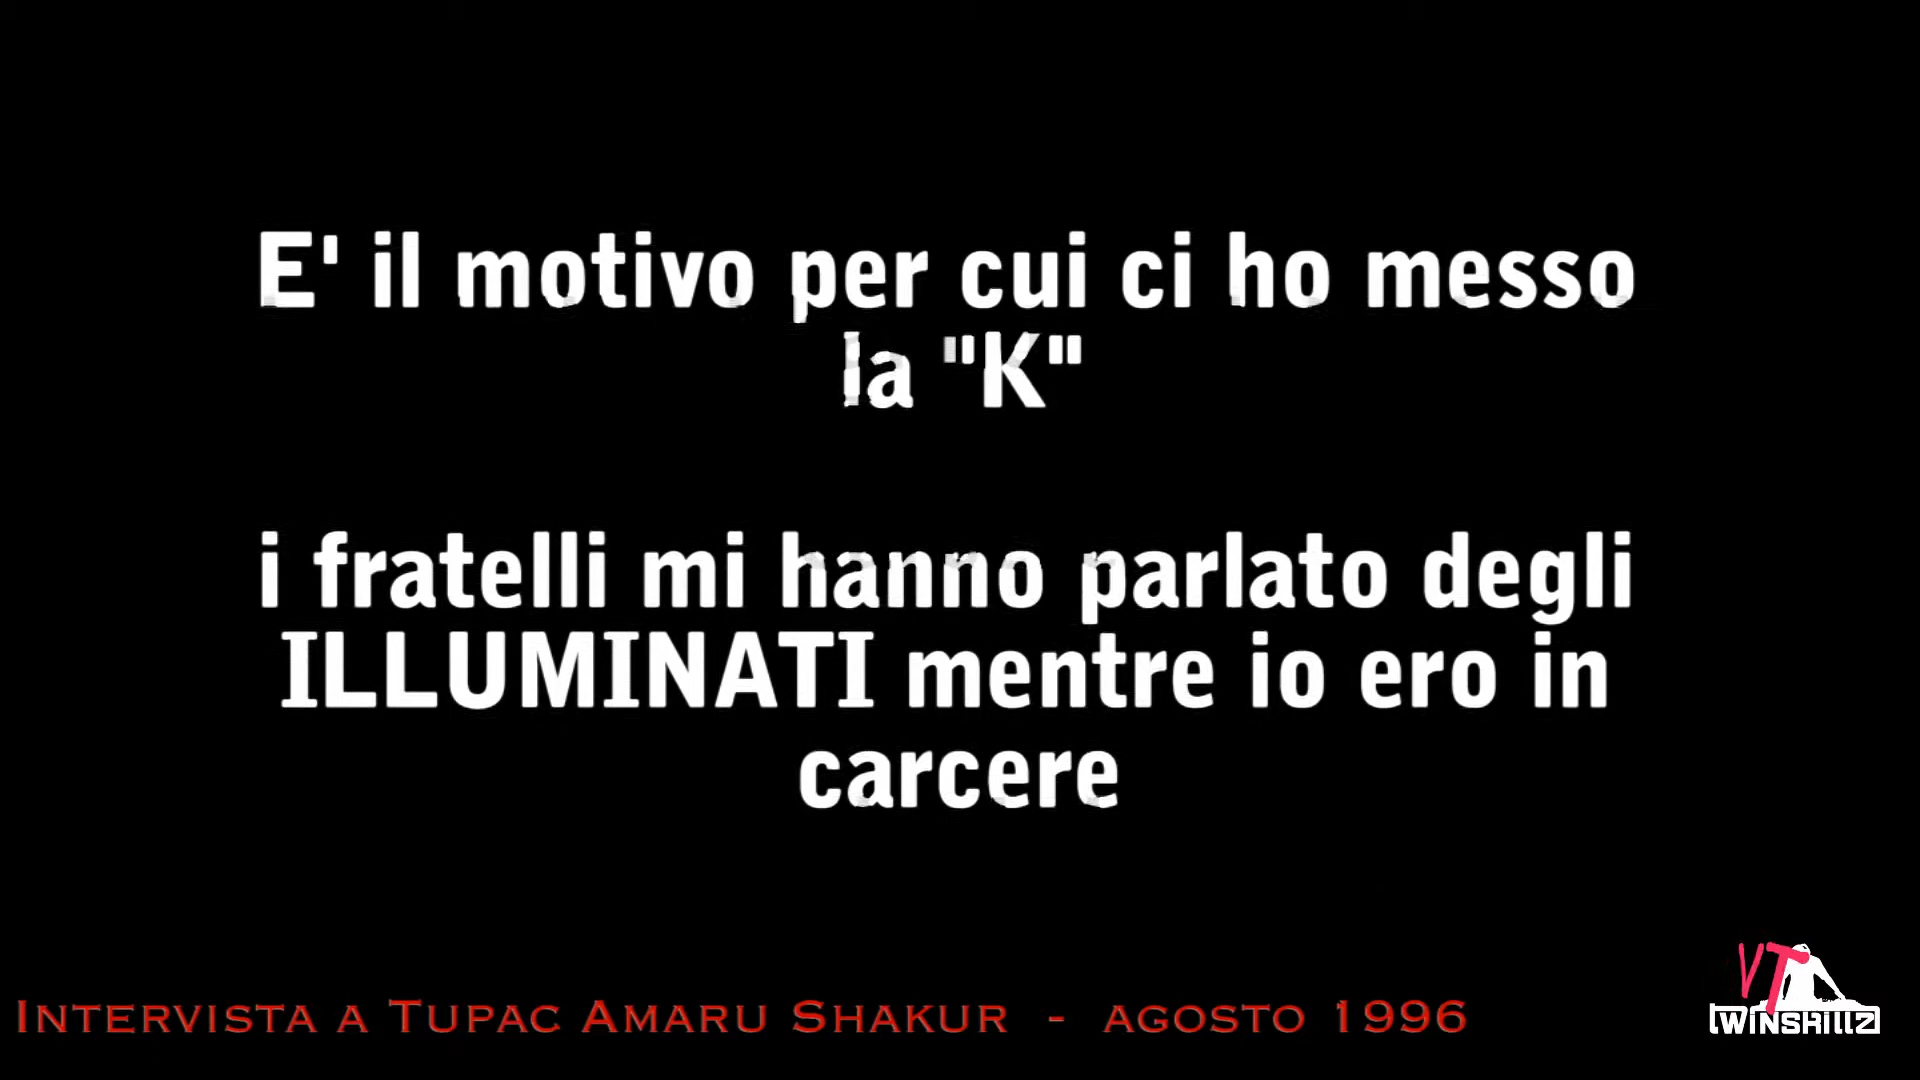 E' il motivo per cui ci ho messo
la "K"
i fratelli mi hanno parlato degli
ILLUMINATI mentre io ero in
carcere
INTERVISTA A TUPAC AMARU SHAKUR - AGOSTO 1996
VT
TWINSKILLZ